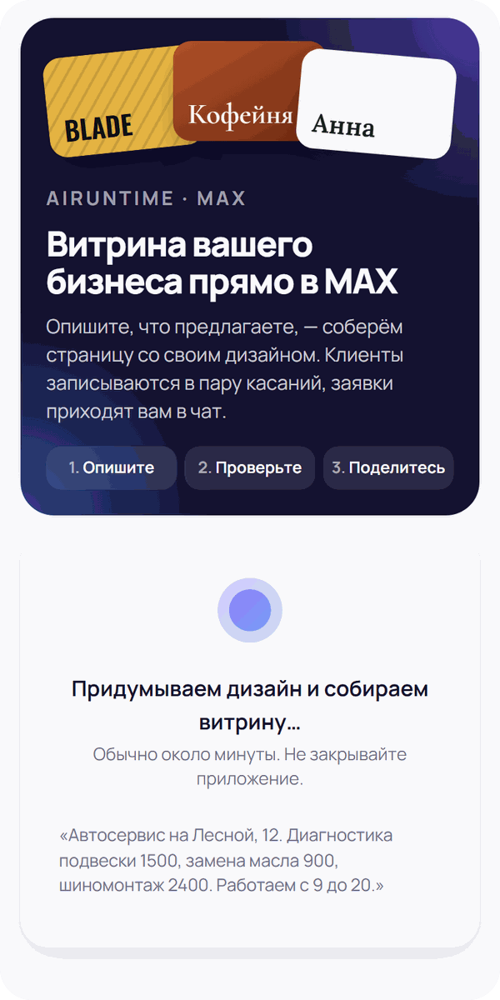 BLADE
Кофейня
Анна
AIRUNTIME · MAX
Витрина вашего
бизнеса прямо в MAX
Опишите, что предлагаете, — соберём
страницу со своим дизайном. Клиенты
записываются в пару касаний, заявки
приходят вам в чат.
1. Опишите
2. Проверьте
3. Поделитесь
Придумываем дизайн и собираем
витрину…
Обычно около минуты. Не закрывайте
приложение.
«Автосервис на Лесной, 12. Диагностика
подвески 1500, замена масла 900,
шиномонтаж 2400. Работаем с 9 до 20.»